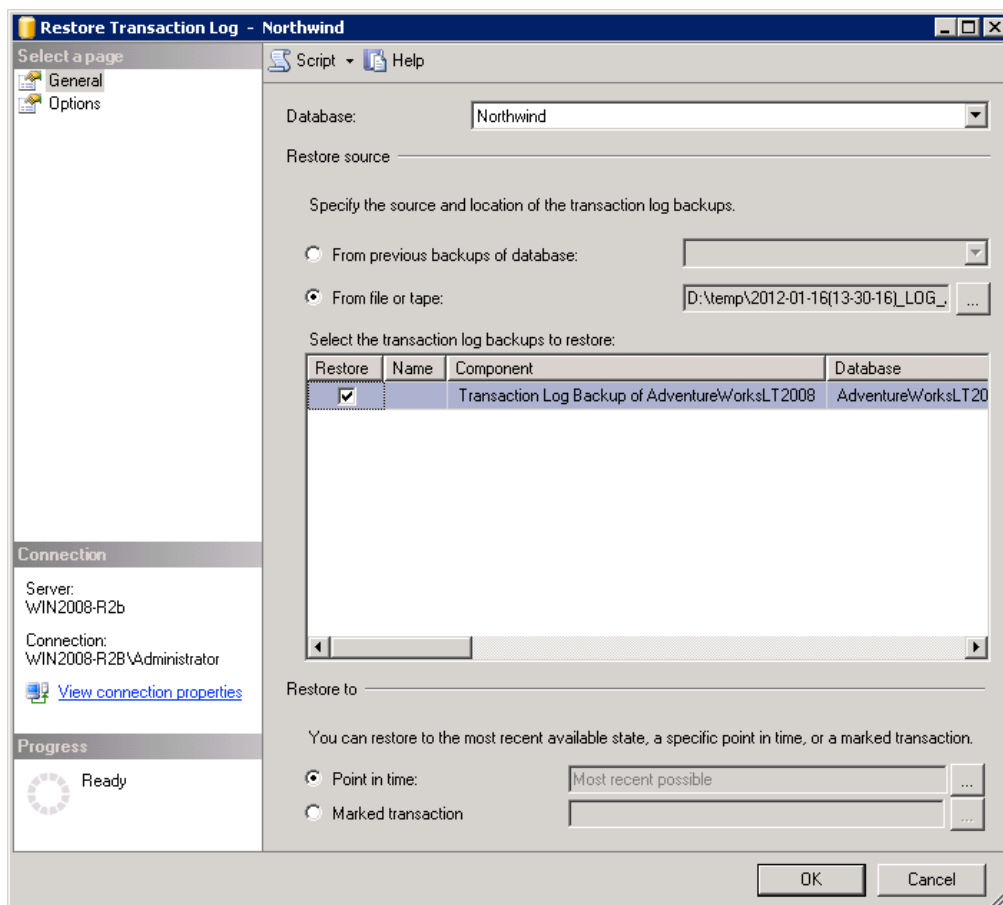 Restore Transaction Log - Northwind
Select a page
General
Options
Script
Help
Database:
Northwind
Restore source
Specify the source and location of the transaction log backups.
From previous backups of database:
From file or tape:
D:\temp\2012-01-16(13-30-16)_LOG_
...
Select the transaction log backups to restore:
Restore Name Component Database
Transaction Log Backup of AdventureWorksLT2008 AdventureWorksLT20
Connection
Server:
WIN2008-R2b
Connection:
WIN2008-R2B\Administrator
View connection properties
Progress
Ready
Restore to
You can restore to the most recent available state, a specific point in time, or a marked transaction.
Point in time:
Most recent possible
...
Marked transaction
...
OK
Cancel